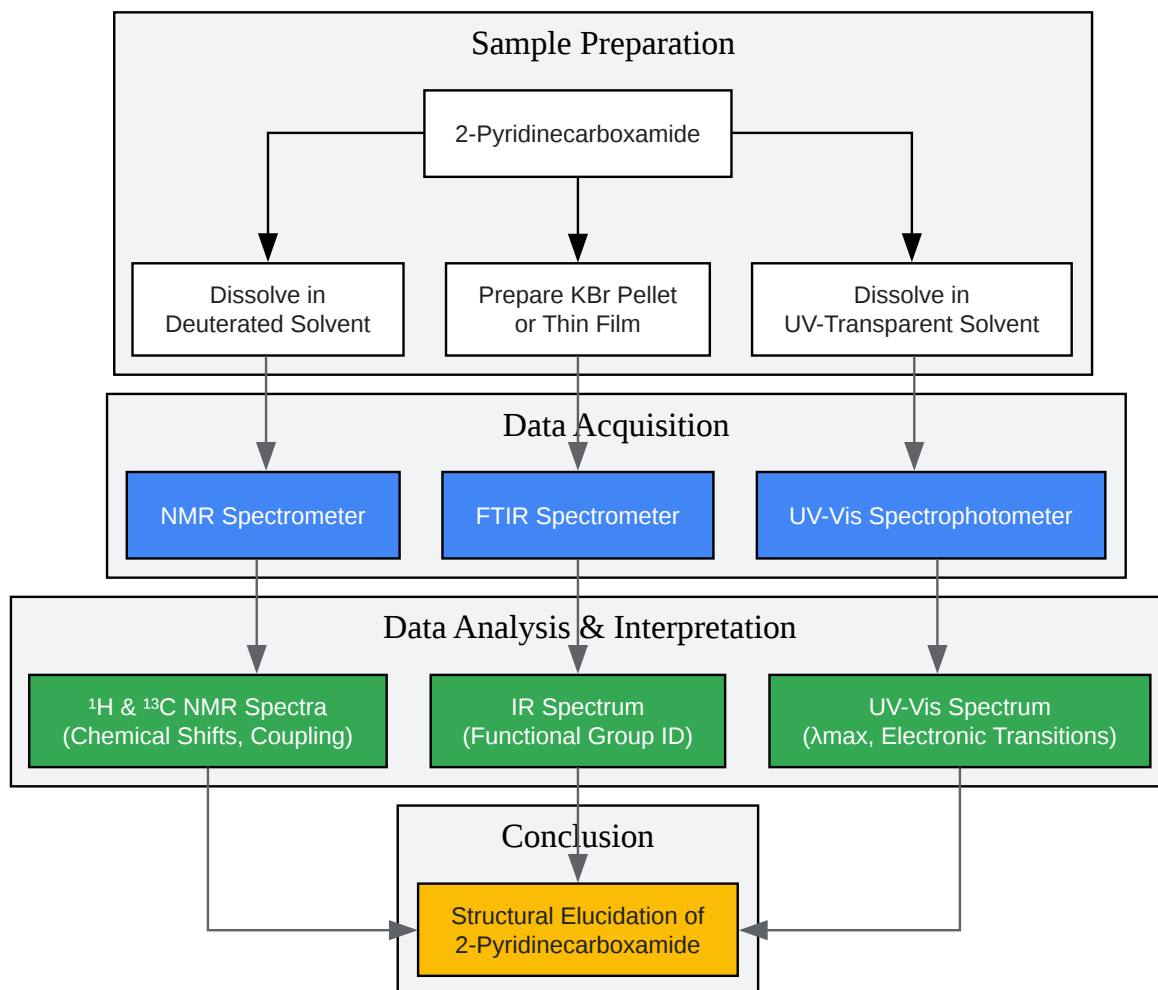 Sample Preparation
2-Pyridinecarboxamide
Dissolve in
Deuterated Solvent
Prepare KBr Pellet
or Thin Film
Dissolve in
UV-Transparent Solvent
Data Acquisition
NMR Spectrometer
FTIR Spectrometer
UV-Vis Spectrophotometer
Data Analysis & Interpretation
¹H & ¹³C NMR Spectra
(Chemical Shifts, Coupling)
IR Spectrum
(Functional Group ID)
UV-Vis Spectrum
(λmax, Electronic Transitions)
Conclusion
Structural Elucidation of
2-Pyridinecarboxamide